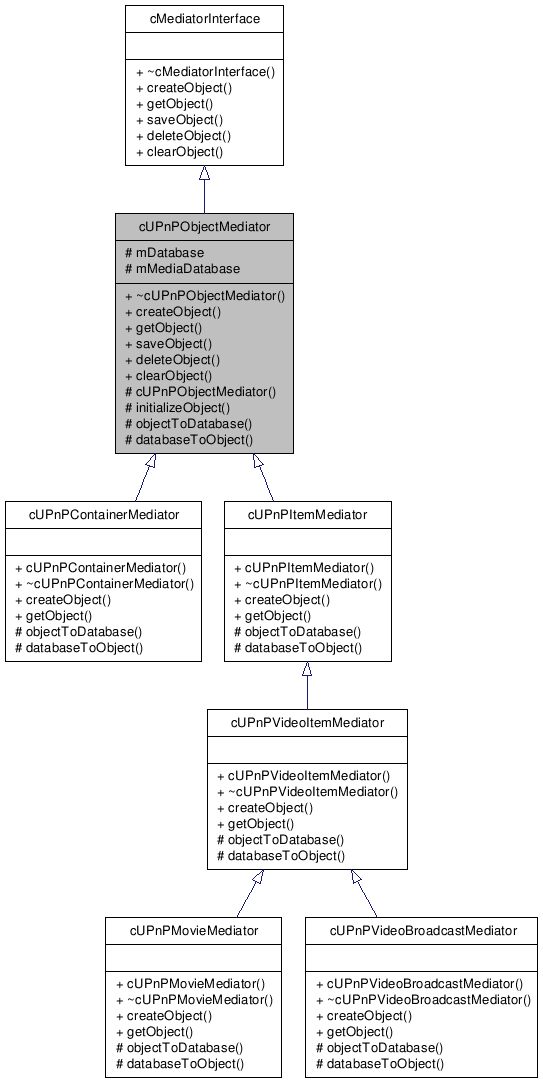 cMediatorInterface
+ ~cMediatorInterface()
+ createObject()
+ getObject()
+ saveObject()
+ deleteObject()
+ clearObject()
cUPnPObjectMediator
# mDatabase
# mMediaDatabase
+ ~cUPnPObjectMediator()
+ createObject()
+ getObject()
+ saveObject()
+ deleteObject()
+ clearObject()
# cUPnPObjectMediator()
# initializeObject()
# objectToDatabase()
# databaseToObject()
cUPnPContainerMediator
+ cUPnPContainerMediator()
+ ~cUPnPContainerMediator()
+ createObject()
+ getObject()
# objectToDatabase()
# databaseToObject()
cUPnPItemMediator
+ cUPnPItemMediator()
+ ~cUPnPItemMediator()
+ createObject()
+ getObject()
# objectToDatabase()
# databaseToObject()
cUPnPVideoItemMediator
+ cUPnPVideoItemMediator()
+ ~cUPnPVideoItemMediator()
+ createObject()
+ getObject()
# objectToDatabase()
# databaseToObject()
cUPnPMovieMediator
+ cUPnPMovieMediator()
+ ~cUPnPMovieMediator()
+ createObject()
+ getObject()
# objectToDatabase()
# databaseToObject()
cUPnPVideoBroadcastMediator
+ cUPnPVideoBroadcastMediator()
+ ~cUPnPVideoBroadcastMediator()
+ createObject()
+ getObject()
# objectToDatabase()
# databaseToObject()